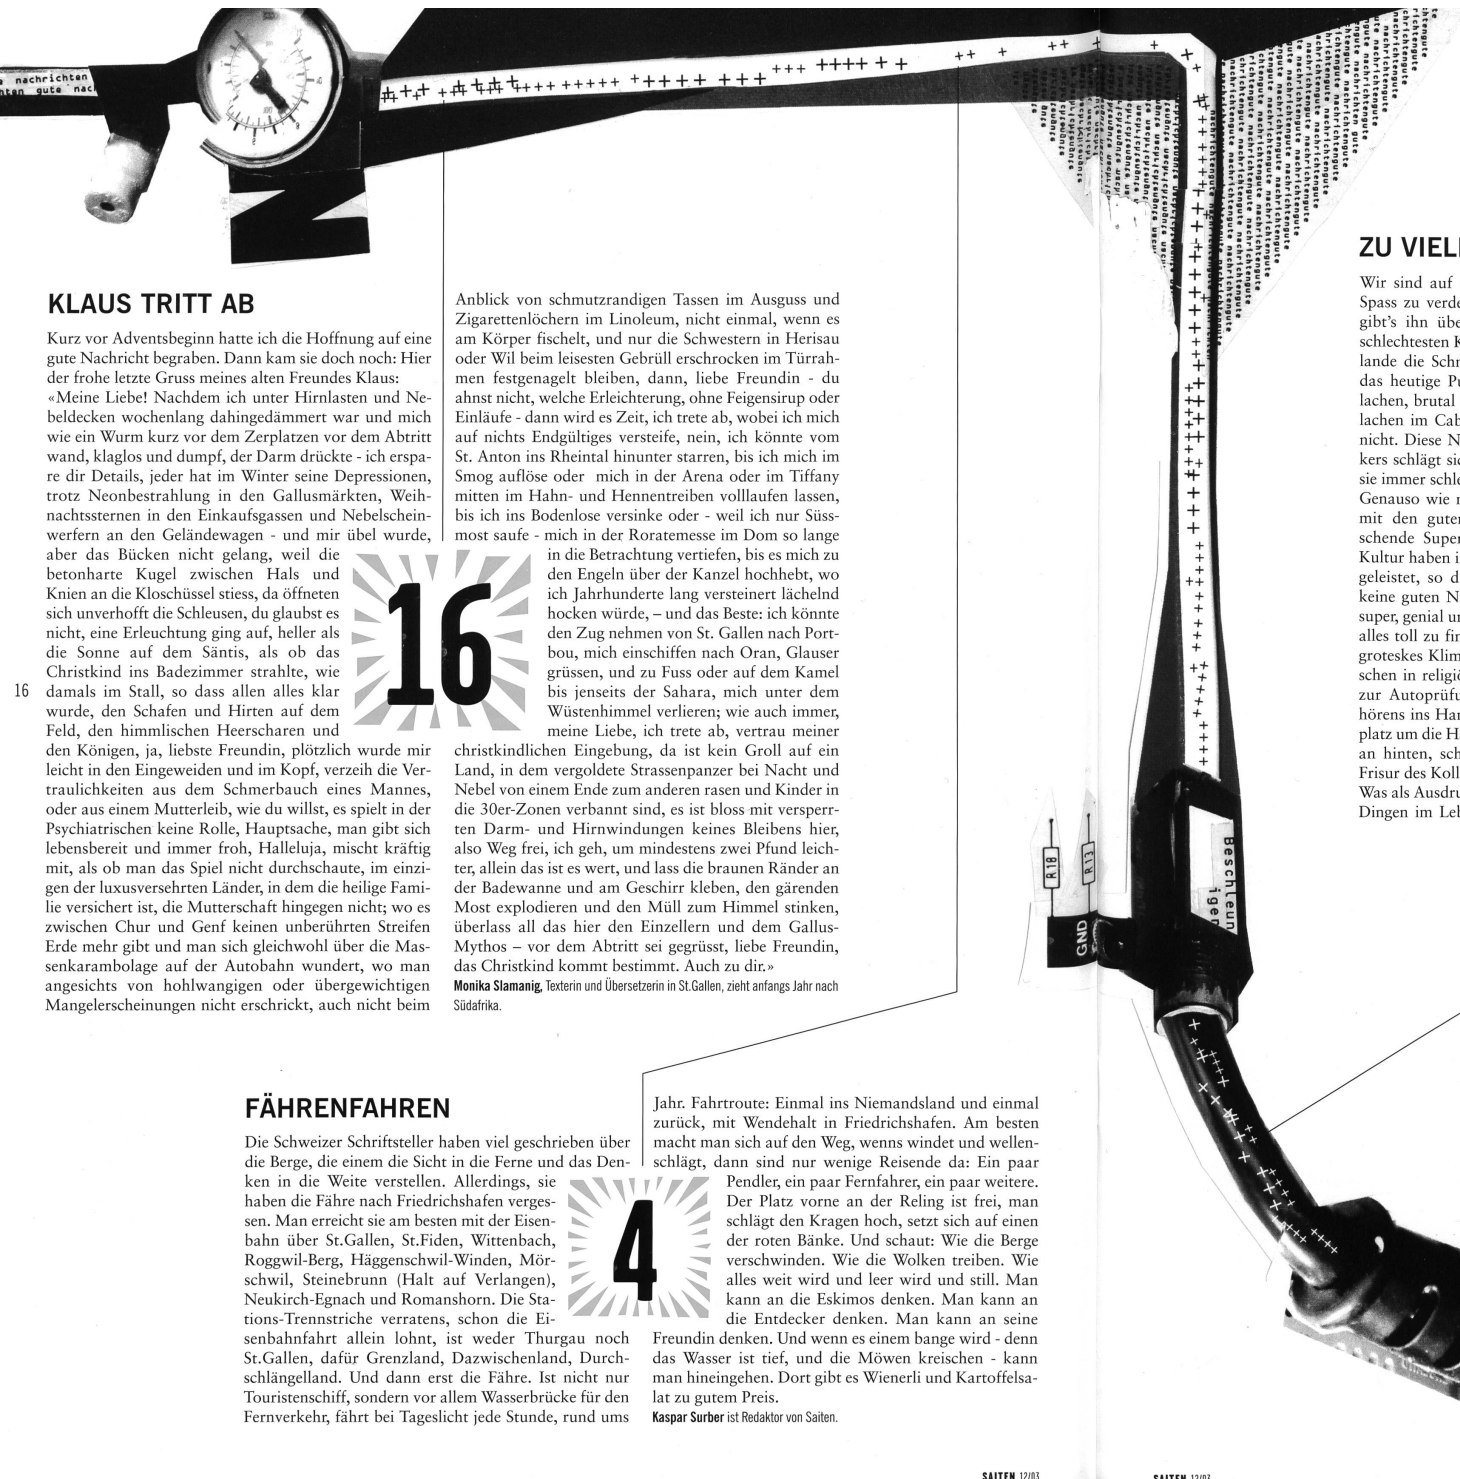 nachrichten
gute
KLAUS TRITT AB
Kurz vor Adventsbeginn hatte ich die Hoffnung auf eine
gute Nachricht begraben. Dann kam sie doch noch: Hier
der frohe letzte Gruss meines alten Freundes Klaus:
«Meine Liebe! Nachdem ich unter Hirnlasten und Ne-
beldecken wochenlang dahingedämmert war und mich
wie ein Wurm kurz vor dem Zerplatzen vor dem Abtritt
wand, klaglos und dumpf, der Darm drückte - ich erspa-
re dir Details, jeder hat im Winter seine Depressionen,
trotz Neonbestrahlung in den Gallusmärkten, Weih-
nachtssternen in den Einkaufsgassen und Nebelschein-
werfern an den Geländewagen - und mir übel wurde,
aber das Bücken nicht gelang, weil die
betonharte Kugel zwischen Hals und
Knien an die Kloschüssel stiess, da öffneten
sich unverhofft die Schleusen, du glaubst es
nicht, eine Erleuchtung ging auf, heller als
die Sonne auf dem Säntis, als ob das
Christkind ins Badezimmer strahlte, wie
damals im Stall, so dass allen alles klar
wurde, den Schafen und Hirten auf dem
Feld, den himmlischen Heerscharen und
den Königen, ja, liebste Freundin, plötzlich wurde mir
leicht in den Eingeweiden und im Kopf, verzeih die Ver-
traulichkeiten aus dem Schmerbauch eines Mannes,
oder aus einem Mutterleib, wie du willst, es spielt in der
Psychiatrischen keine Rolle, Hauptsache, man gibt sich
lebensbereit und immer froh, Halleluja, mischt kräftig
mit, als ob man das Spiel nicht durchschaute, im einzi-
gen der luxusversehrten Länder, in dem die heilige Fami-
lie versichert ist, die Mutterschaft hingegen nicht; wo es
zwischen Chur und Genf keinen unberührten Streifen
Erde mehr gibt und man sich gleichwohl über die Mas-
senkarambolage auf der Autobahn wundert, wo man
angesichts von hohlwangigen oder übergewichtigen
Mangelerscheinungen nicht erschrickt, auch nicht beim
16
16
Anblick von schmutzrandigen Tassen im Ausguss und
Zigarettenlöchern im Linoleum, nicht einmal, wenn es
am Körper fischelt, und nur die Schwestern in Herisau
oder Wil beim leisesten Gebrüll erschrocken im Türrah-
men festgenagelt bleiben, dann, liebe Freundin - du
ahnst nicht, welche Erleichterung, ohne Feigensirup oder
Einläufe - dann wird es Zeit, ich trete ab, wobei ich mich
auf nichts Endgültiges versteife, nein, ich könnte vom
St. Anton ins Rheintal hinunter starren, bis ich mich im
Smog auflöse oder mich in der Arena oder im Tiffany
mitten im Hahn- und Hennentreiben volllaufen lassen,
bis ich ins Bodenlose versinke oder - weil ich nur Süss-
most saufe - mich in der Roratemesse im Dom so lange
in die Betrachtung vertiefen, bis es mich zu
den Engeln über der Kanzel hochhebt, wo
ich Jahrhunderte lang versteinert lächelnd
hocken würde, – und das Beste: ich könnte
den Zug nehmen von St. Gallen nach Port-
bou, mich einschiffen nach Oran, Glauser
grüssen, und zu Fuss oder auf dem Kamel
bis jenseits der Sahara, mich unter dem
Wüstenhimmel verlieren; wie auch immer,
meine Liebe, ich trete ab, vertrau meiner
christkindlichen Eingebung, da ist kein Groll auf ein
Land, in dem vergoldete Strassenpanzer bei Nacht und
Nebel von einem Ende zum anderen rasen und Kinder in
die 30er-Zonen verbannt sind, es ist bloss mit versperr-
ten Darm- und Hirnwindungen keines Bleibens hier,
also Weg frei, ich geh, um mindestens zwei Pfund leich-
ter, allein das ist es wert, und lass die braunen Ränder an
der Badewanne und am Geschirr kleben, den gärenden
Most explodieren und den Müll zum Himmel stinken,
überlass all das hier den Einzellern und dem Gallus-
Mythos – vor dem Abtritt sei gegrüsst, liebe Freundin,
das Christkind kommt bestimmt. Auch zu dir.»
Monika Slamanig, Texterin und Übersetzerin in St.Gallen, zieht anfangs Jahr nach
Südafrika.
FÄHRENFAHREN
Die Schweizer Schriftsteller haben viel geschrieben über
die Berge, die einem die Sicht in die Ferne und das Den-
ken in die Weite verstellen. Allerdings, sie
haben die Fähre nach Friedrichshafen verges-
sen. Man erreicht sie am besten mit der Eisen-
bahn über St.Gallen, St.Fiden, Wittenbach,
Roggwil-Berg, Häggenschwil-Winden, Mör-
schwil, Steinebrunn (Halt auf Verlangen),
Neukirch-Egnach und Romanshorn. Die Sta-
tions-Trennstriche verratens, schon die Ei-
senbahnfahrt allein lohnt, ist weder Thurgau noch
St.Gallen, dafür Grenzland, Dazwischenland, Durch-
schlängelland. Und dann erst die Fähre. Ist nicht nur
Touristenschiff, sondern vor allem Wasserbrücke für den
Fernverkehr, fährt bei Tageslicht jede Stunde, rund ums
4
Jahr. Fahrtroute: Einmal ins Niemandsland und einmal
zurück, mit Wendehalt in Friedrichshafen. Am besten
macht man sich auf den Weg, wenns windet und wellen-
schlägt, dann sind nur wenige Reisende da: Ein paar
Pendler, ein paar Fernfahrer, ein paar weitere.
Der Platz vorne an der Reling ist frei, man
schlägt den Kragen hoch, setzt sich auf einen
der roten Bänke. Und schaut: Wie die Berge
verschwinden. Wie die Wolken treiben. Wie
alles weit wird und leer wird und still. Man
kann an die Eskimos denken. Man kann an
die Entdecker denken. Man kann an seine
Freundin denken. Und wenn es einem bange wird - denn
das Wasser ist tief, und die Möwen kreischen - kann
man hineingehen. Dort gibt es Wienerli und Kartoffelsa-
lat zu gutem Preis.
Kaspar Surber ist Redaktor von Saiten.
R18
R13
GND
Beschleun
igen
ZU VIEL
Wir sind auf
Spass zu verd
gibt's ihn üb
schlechtesten K
lande die Sch
das heutige P
lachen, brutal
lachen im Cab
nicht. Diese N
kers schlägt si
sie immer schl
Genauso wie
mit den gute
schende Super
Kultur haben i
geleistet, so d
keine guten N
super, genial u
alles toll zu fi
groteskes Klim
schen in religi
zur Autoprüf
hörens ins Ha
platz um die H
an hinten, sch
Frisur des Koll
Was als Ausdr
Dingen im Le
SAITEN 12/03
SAITEN 12/03